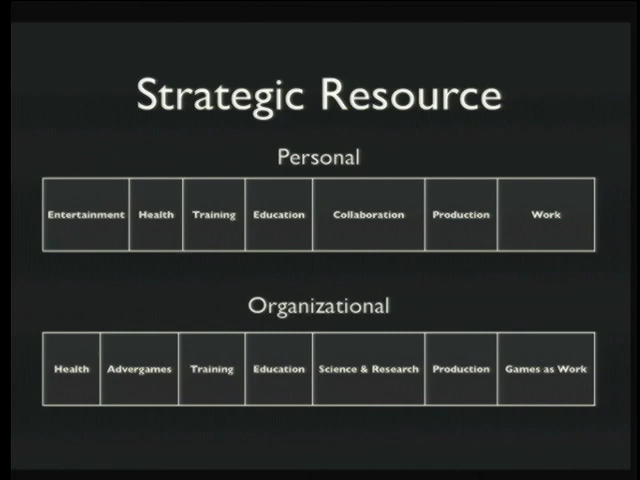 Strategic Resource
Personal
Entertainment Health Training Education Collaboration Production Work
Organizational
Health Advergames Training Education Science & Research Production Games as Work